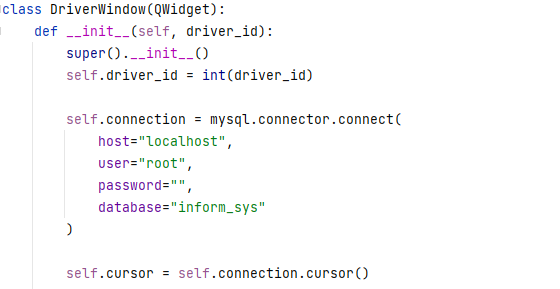 class DriverWindow(QWidget):
    def __init__(self, driver_id):
        super().__init__()
        self.driver_id = int(driver_id)

        self.connection = mysql.connector.connect(
            host="localhost",
            user="root",
            password="",
            database="inform_sys"
        )

        self.cursor = self.connection.cursor()